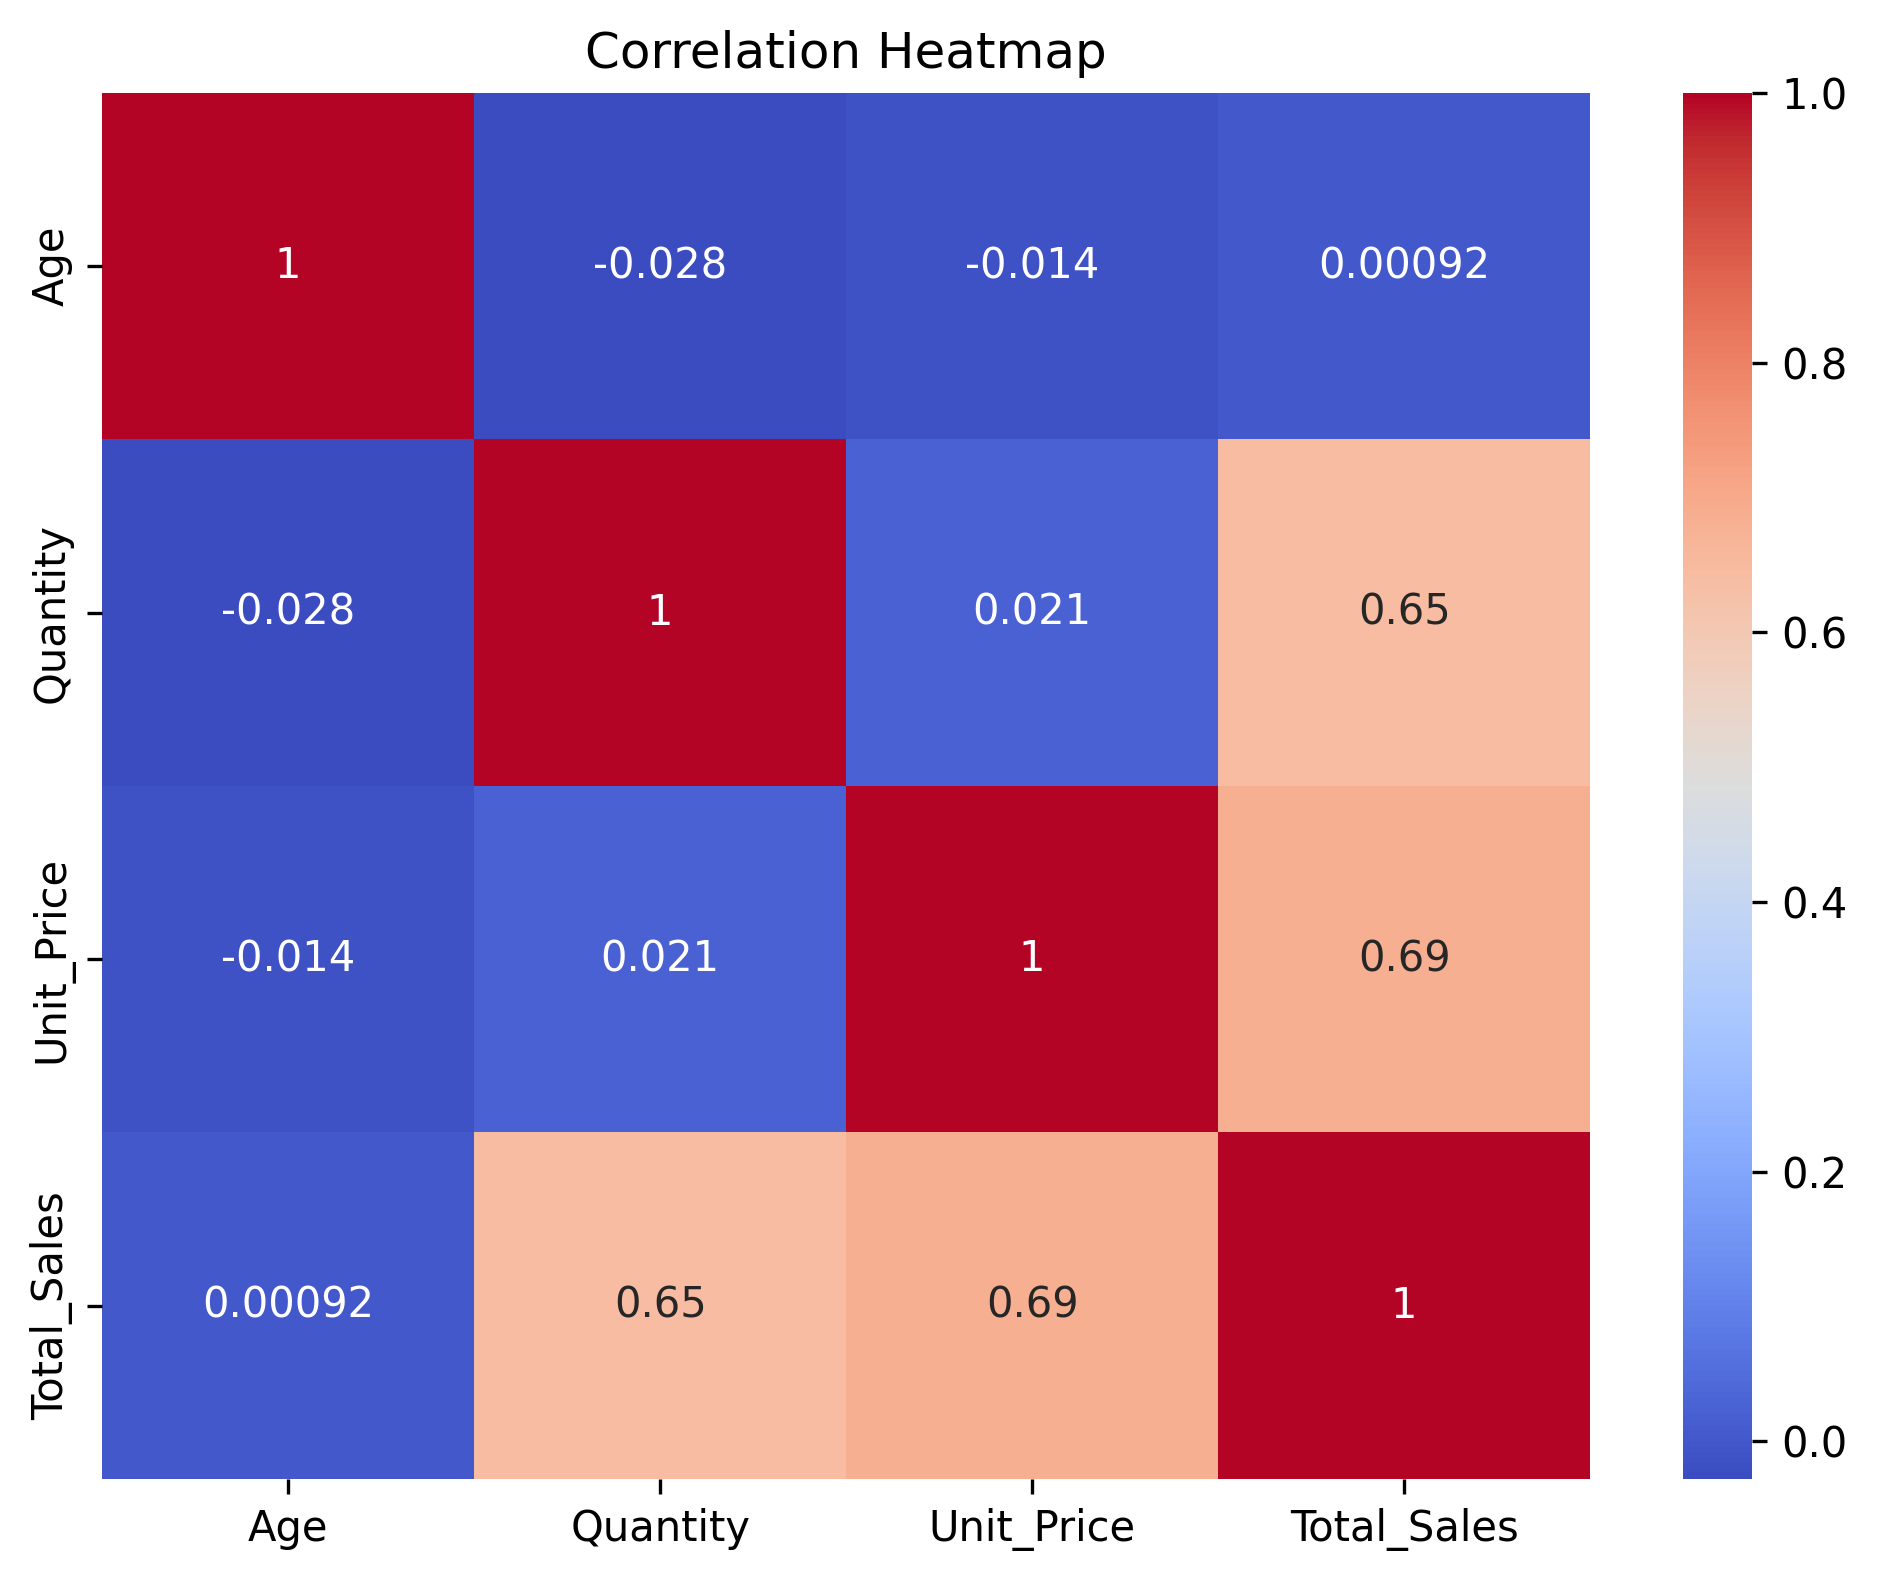 Correlation Heatmap
Age
1
-0.028
-0.014
0.00092
Quantity
-0.028
1
0.021
0.65
Unit_Price
-0.014
0.021
1
0.69
Total_Sales
0.00092
0.65
0.69
1
Age
Quantity
Unit_Price
Total_Sales
1.0
0.8
0.6
0.4
0.2
0.0